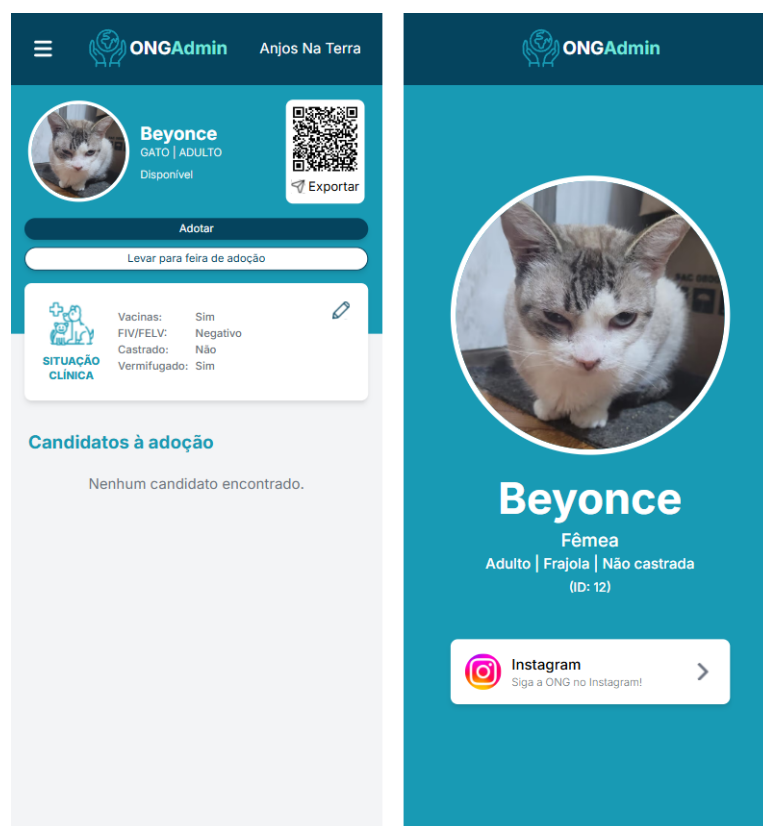 ONGAdmin
Anjos Na Terra
Beyonce
GATO | ADULTO
Disponível
Exportar
Adotar
Levar para feira de adoção
SITUAÇÃO
CLÍNICA
Vacinas: Sim
FIV/FELV: Negativo
Castrado: Não
Vermifugado: Sim
Candidatos à adoção
Nenhum candidato encontrado.
ONGAdmin
Beyonce
Fêmea
Adulto | Frajola | Não castrada
(ID: 12)
Instagram
Siga a ONG no Instagram!